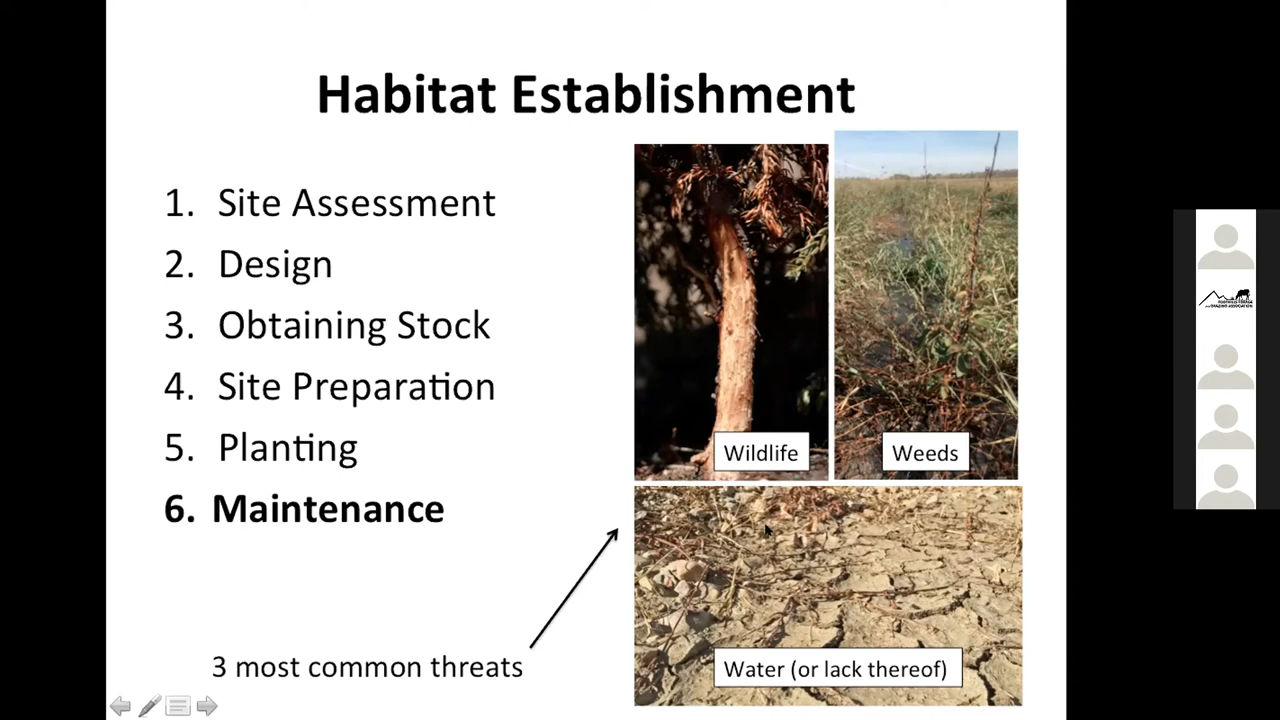 Habitat Establishment
1. Site Assessment
2. Design
3. Obtaining Stock
4. Site Preparation
5. Planting
6. Maintenance
3 most common threats
Wildlife
Weeds
Water (or lack thereof)